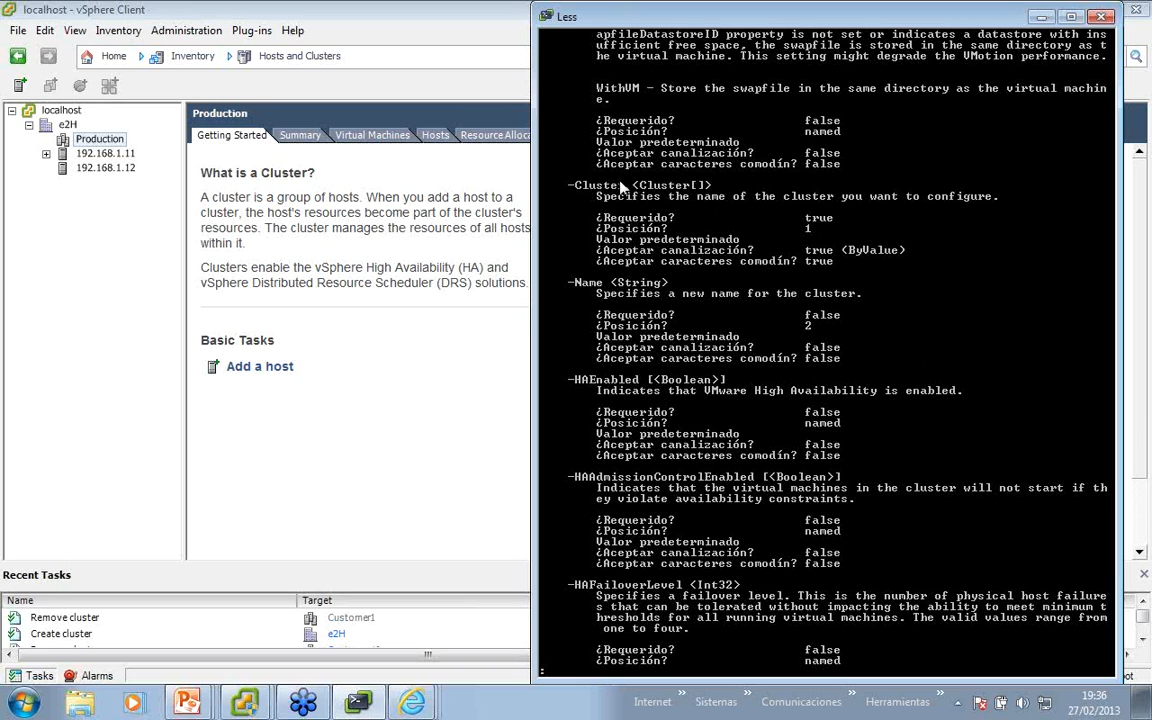 localhost - vSphere Client
File Edit View Inventory Administration Plug-ins Help
Home Inventory Hosts and Clusters
localhost
e2H
Production
192.168.1.11
192.168.1.12
Production
Getting Started Summary Virtual Machines Hosts Resource Alloca
What is a Cluster?
A cluster is a group of hosts. When you add a host to a
cluster, the host's resources become part of the cluster's
resources. The cluster manages the resources of all hosts
within it.
Clusters enable the vSphere High Availability (HA) and
vSphere Distributed Resource Scheduler (DRS) solutions.
Basic Tasks
Add a host
Recent Tasks
Name Target
Remove cluster Customer1
Create cluster e2H
Tasks Alarms
Less
apfileDatastoreID property is not set or indicates a datastore with ins
ufficient free space, the swapfile is stored in the same directory as t
he virtual machine. This setting might degrade the VMotion performance.
WithVM - Store the swapfile in the same directory as the virtual machin
e.
¿Requerido? false
¿Posición? named
Valor predeterminado
¿Aceptar canalización? false
¿Aceptar caracteres comodín? false
-Cluster <Cluster[]>
Specifies the name of the cluster you want to configure.
¿Requerido? true
¿Posición? 1
Valor predeterminado
¿Aceptar canalización? true (ByValue)
¿Aceptar caracteres comodín? true
-Name <String>
Specifies a new name for the cluster.
¿Requerido? false
¿Posición? 2
Valor predeterminado
¿Aceptar canalización? false
¿Aceptar caracteres comodín? false
-HAEnabled [<Boolean>]
Indicates that VMware High Availability is enabled.
¿Requerido? false
¿Posición? named
Valor predeterminado
¿Aceptar canalización? false
¿Aceptar caracteres comodín? false
-HAAdmissionControlEnabled [<Boolean>]
Indicates that the virtual machines in the cluster will not start if th
ey violate availability constraints.
¿Requerido? false
¿Posición? named
Valor predeterminado
¿Aceptar canalización? false
¿Aceptar caracteres comodín? false
-HAFailoverLevel <Int32>
Specifies a failover level. This is the number of physical host failure
s that can be tolerated without impacting the ability to meet minimum t
hresholds for all running virtual machines. The valid values range from
one to four.
¿Requerido? false
¿Posición? named
:
Internet » Sistemas » Comunicaciones » Herramientas »
19:36
27/02/2013